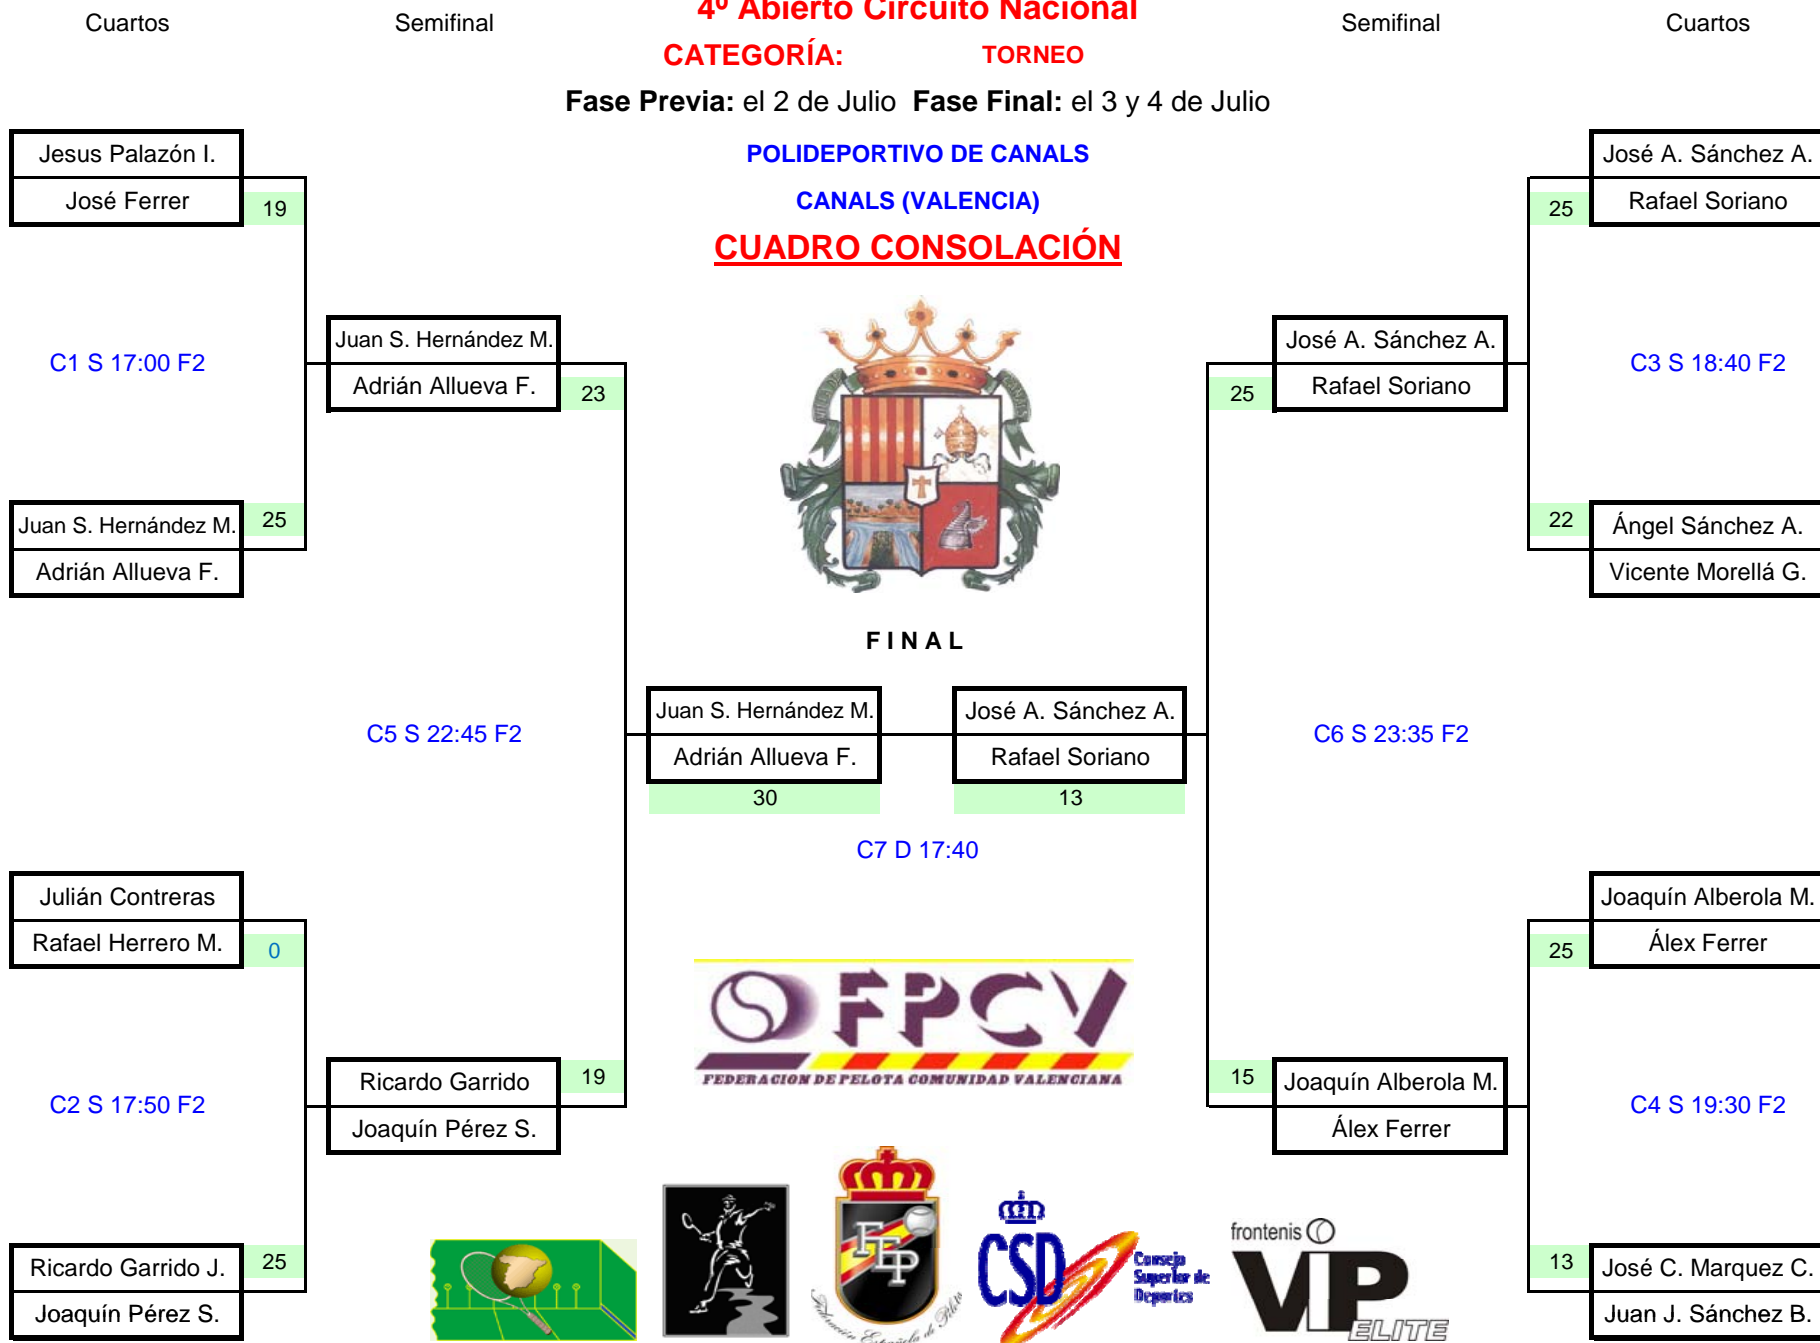 4º Abierto Circuito Nacional
Cuartos
Semifinal
Semifinal
Cuartos
CATEGORÍA: TORNEO
Fase Previa: el 2 de Julio Fase Final: el 3 y 4 de Julio
POLIDEPORTIVO DE CANALS
CANALS (VALENCIA)
CUADRO CONSOLACIÓN
Jesus Palazón I.
José Ferrer
19
C1 S 17:00 F2
25
Juan S. Hernández M.
Adrián Allueva F.
Juan S. Hernández M.
Adrián Allueva F.
23
C5 S 22:45 F2
Julián Contreras
Rafael Herrero M.
0
C2 S 17:50 F2
Ricardo Garrido J.
25
Joaquín Pérez S.
Ricardo Garrido
19
Joaquín Pérez S.
FINAL
Juan S. Hernández M.
Adrián Allueva F.
30
José A. Sánchez A.
Rafael Soriano
13
C7 D 17:40
José A. Sánchez A.
Rafael Soriano
25
C6 S 23:35 F2
15
Joaquín Alberola M.
Álex Ferrer
José A. Sánchez A.
Rafael Soriano
25
C3 S 18:40 F2
22
Ángel Sánchez A.
Vicente Morellá G.
Joaquín Alberola M.
Álex Ferrer
25
C4 S 19:30 F2
13
José C. Marquez C.
Juan J. Sánchez B.
FPCV
FEDERACION DE PELOTA COMUNIDAD VALENCIANA
FEP
Federación Española de Pelota
CSD
Consejo
Superior de
Deportes
frontenis
VIP
ELITE